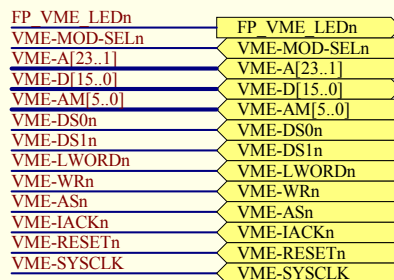 FP_VME_LEDn FP_VME_LEDn
VME-MOD-SELn VME-MOD-SELn
VME-A[23..1] VME-A[23..1]
VME-D[15..0] VME-D[15..0]
VME-AM[5..0] VME-AM[5..0]
VME-DS0n VME-DS0n
VME-DS1n VME-DS1n
VME-LWORDn VME-LWORDn
VME-WRn VME-WRn
VME-ASn VME-ASn
VME-IACKn VME-IACKn
VME-RESETn VME-RESETn
VME-SYSCLK VME-SYSCLK